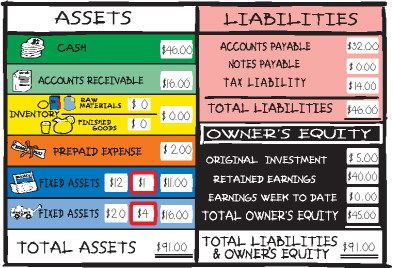 ASSETS
CASH $46.00
ACCOUNTS RECEIVABLE $16.00
INVENTORY RAW MATERIALS $ 0 $0.00
FINISHED GOODS $ 0
PREPAID EXPENSE $ 2.00
FIXED ASSETS $12 $1 $11.00
FIXED ASSETS $20 $4 $16.00
TOTAL ASSETS $91.00
LIABILITIES
ACCOUNTS PAYABLE $32.00
NOTES PAYABLE $ 0.00
TAX LIABILITY $14.00
TOTAL LIABILITIES $46.00
OWNER'S EQUITY
ORIGINAL INVESTMENT $ 5.00
RETAINED EARNINGS $40.00
EARNINGS WEEK TO DATE $0.00
TOTAL OWNER'S EQUITY $45.00
TOTAL LIABILITIES
& OWNER'S EQUITY $91.00